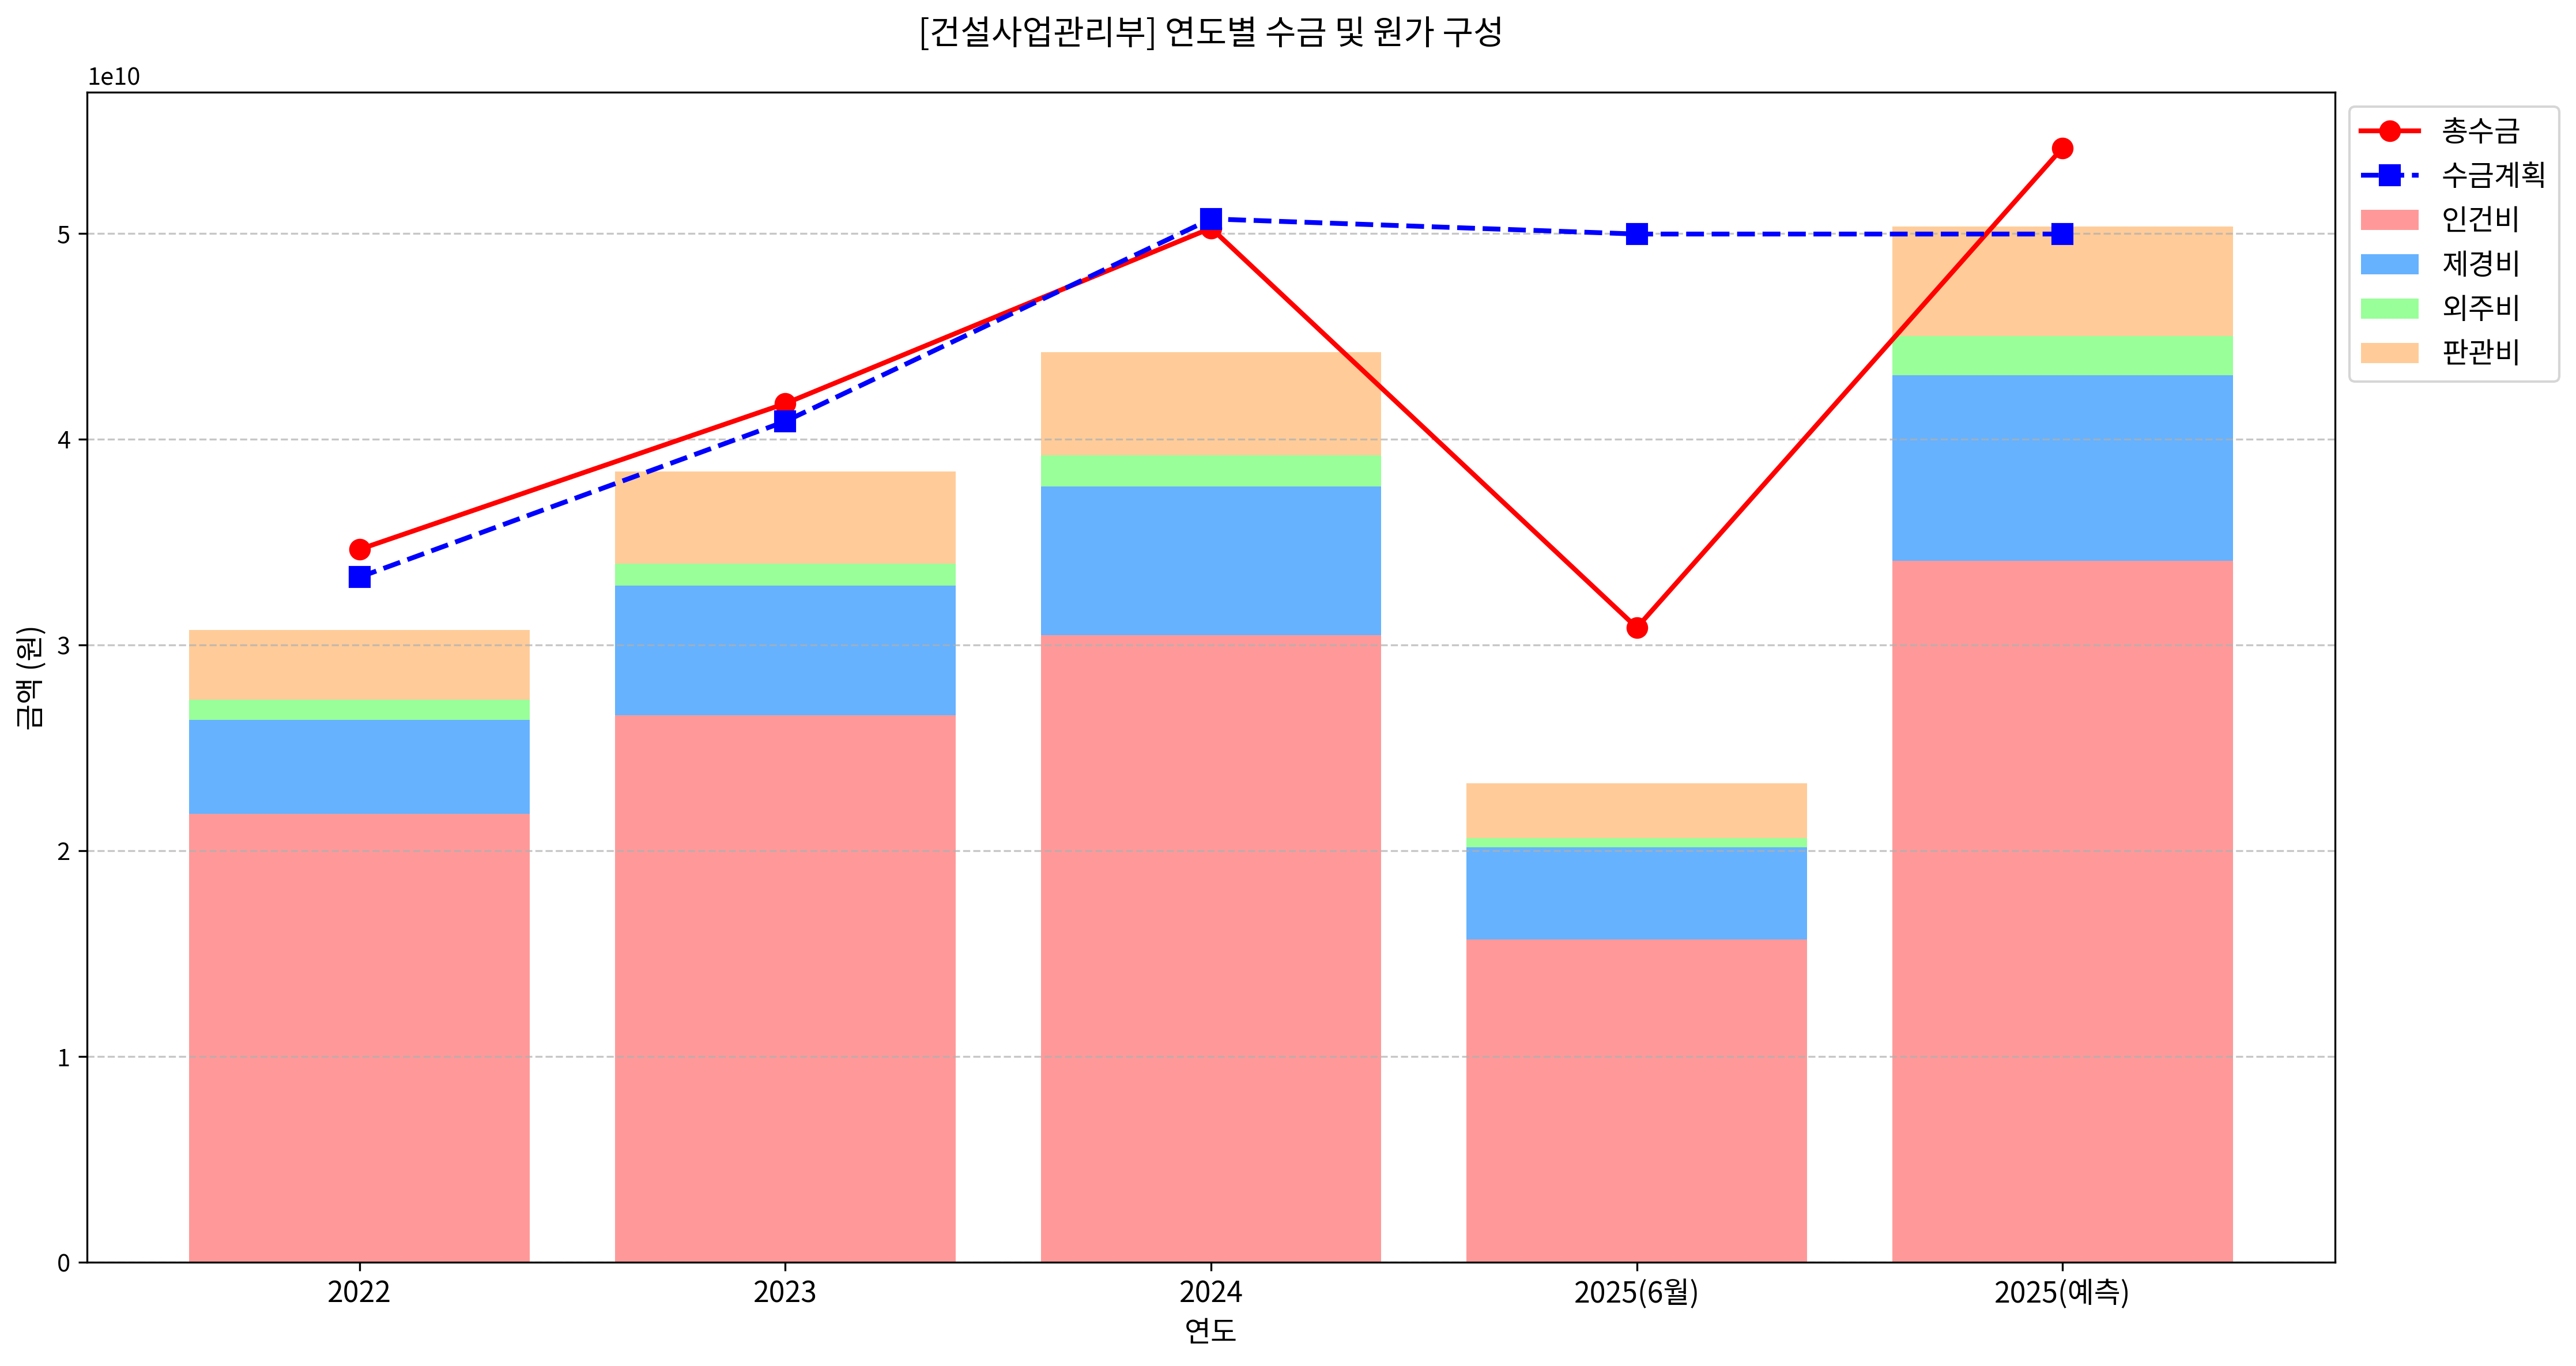 [건설사업관리부] 연도별 수금 및 원가 구성
1e10
총수금
수금계획
인건비
제경비
외주비
판관비
5
4
3
2
1
0
금액 (원)
2022
2023
2024
2025(6월)
2025(예측)
연도